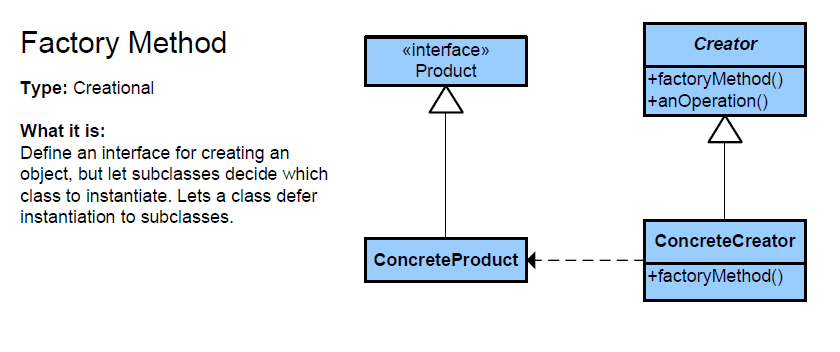 Factory Method
Type: Creational
What it is:
Define an interface for creating an
object, but let subclasses decide which
class to instantiate. Lets a class defer
instantiation to subclasses.
«interface»
Product
ConcreteProduct
Creator
+factoryMethod()
+anOperation()
ConcreteCreator
+factoryMethod()